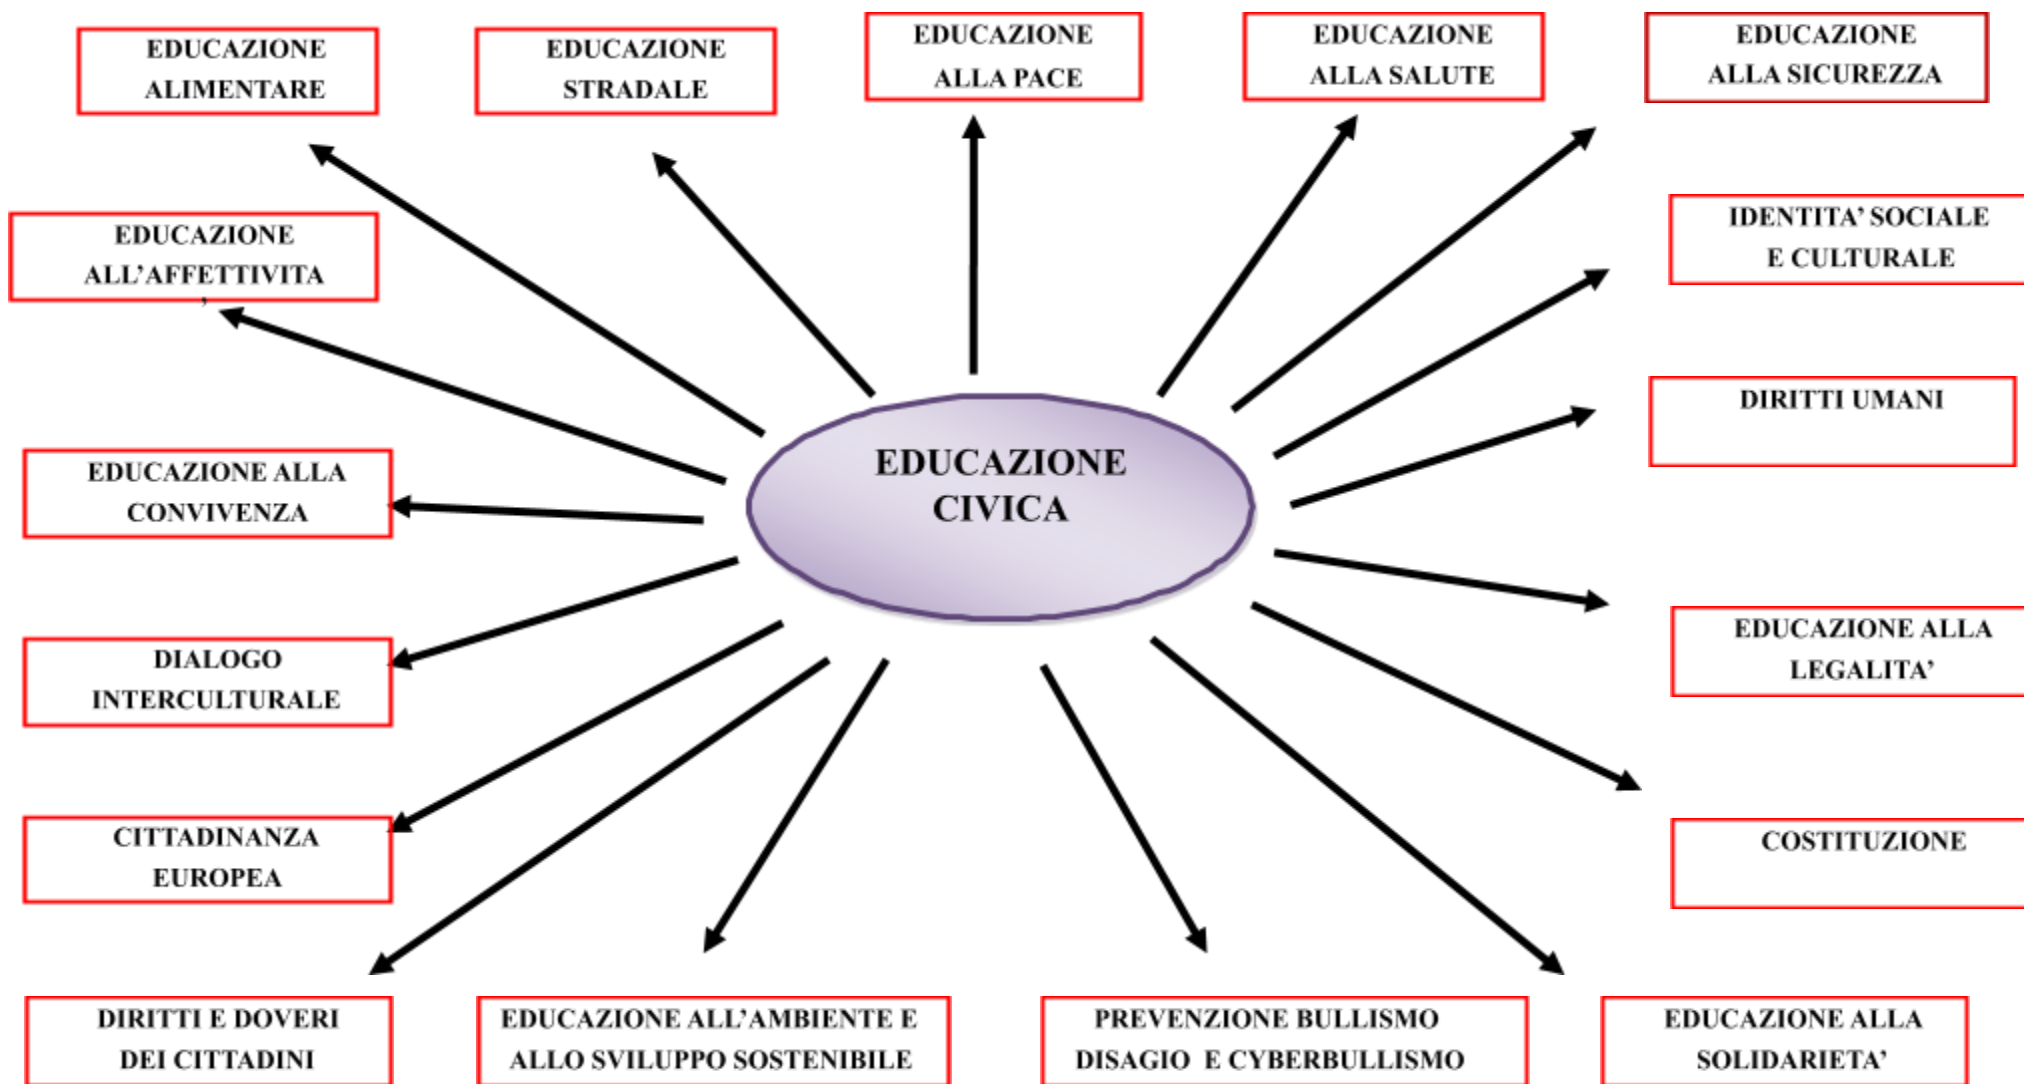 EDUCAZIONE
ALIMENTARE
EDUCAZIONE
STRADALE
EDUCAZIONE
ALLA PACE
EDUCAZIONE
ALLA SALUTE
EDUCAZIONE
ALLA SICUREZZA
EDUCAZIONE
ALL’AFFETTIVITA
’
IDENTITA’ SOCIALE
E CULTURALE
DIRITTI UMANI
EDUCAZIONE
CIVICA
EDUCAZIONE ALLA
CONVIVENZA
EDUCAZIONE ALLA
LEGALITA’
DIALOGO
INTERCULTURALE
CITTADINANZA
EUROPEA
COSTITUZIONE
DIRITTI E DOVERI
DEI CITTADINI
EDUCAZIONE ALL’AMBIENTE E
ALLO SVILUPPO SOSTENIBILE
PREVENZIONE BULLISMO
DISAGIO  E CYBERBULLISMO
EDUCAZIONE ALLA
SOLIDARIETA’